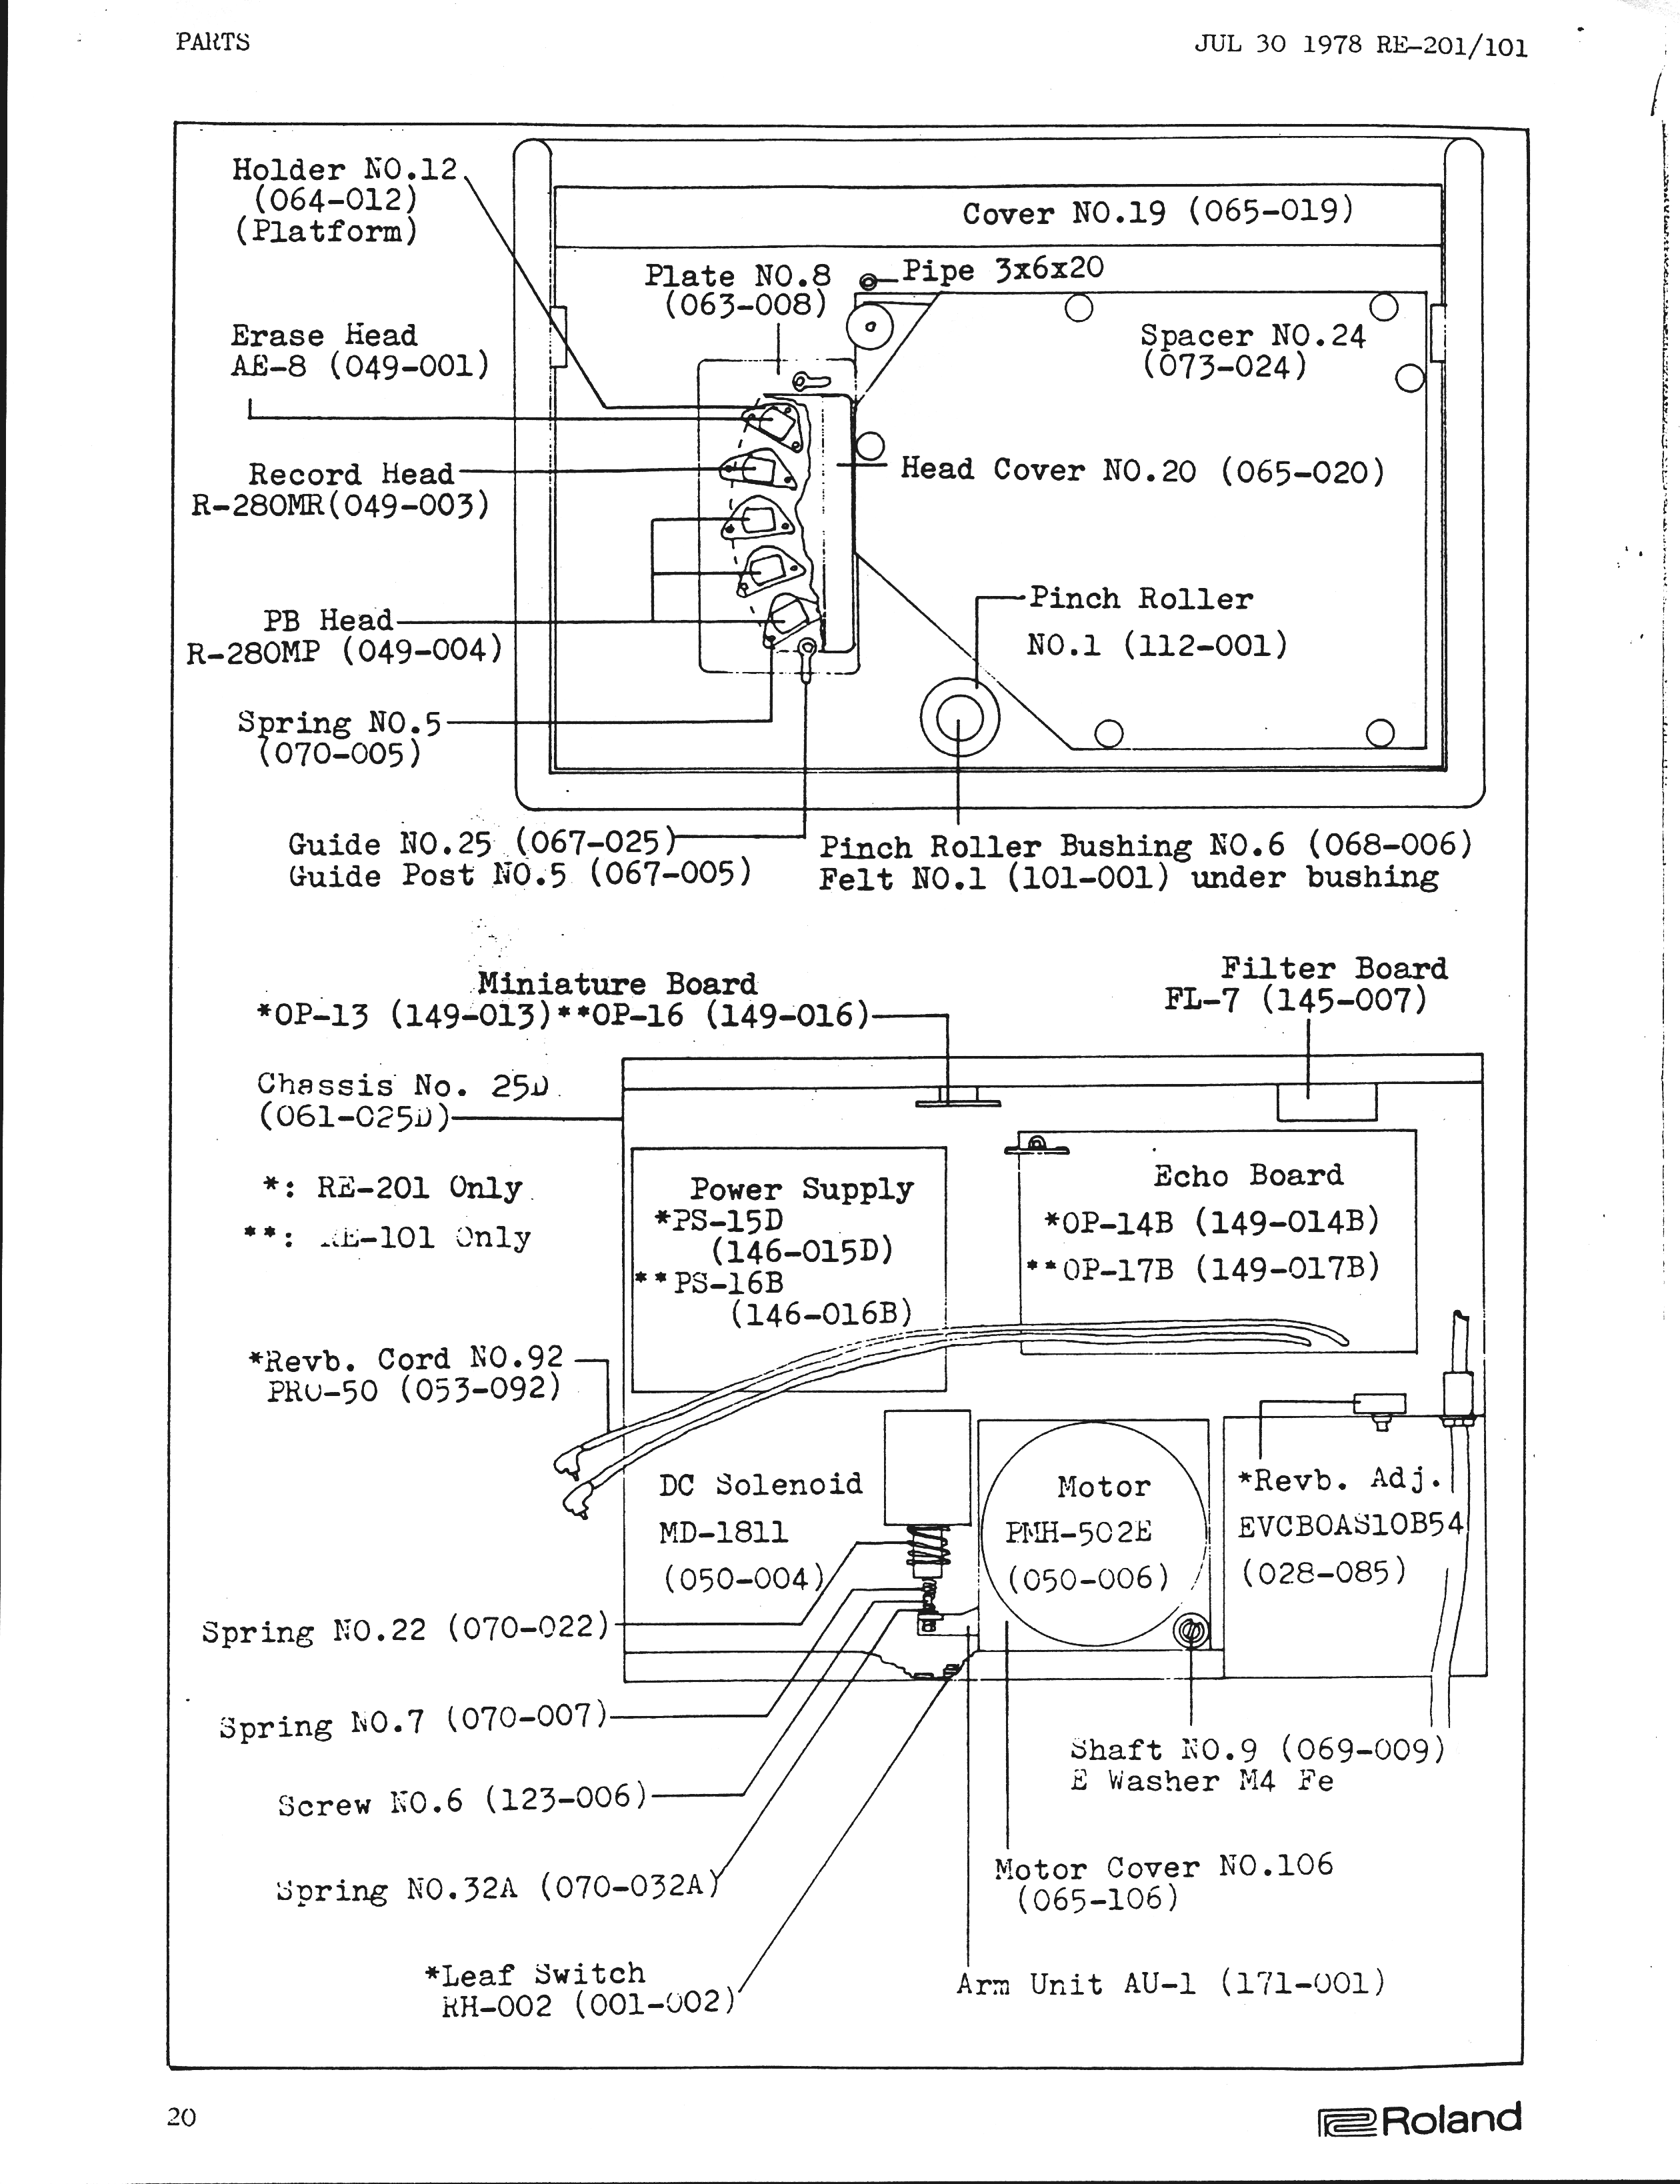 PARTS
JUL 30 1978 RE-201/101
Holder NO.12
(064-012)
(Platform)
Cover NO.19 (065-019)
Plate NO.8
(063-008)
Pipe 3x6x20
Erase Head
AE-8 (049-001)
Spacer NO.24
(073-024)
Record Head
R-280MR(049-003)
Head Cover NO.20 (065-020)
PB Head
R-280MP (049-004)
Pinch Roller
NO.1 (112-001)
Spring NO.5
(070-005)
Guide NO.25 (067-025)
Guide Post NO.5 (067-005)
Pinch Roller Bushing NO.6 (068-006)
Felt NO.1 (101-001) under bushing
Miniature Board
*OP-13 (149-013)**OP-16 (149-016)
Filter Board
FL-7 (145-007)
Chassis No. 25D
(061-025D)
*: RE-201 Only
**: RE-101 Only
Power Supply
*PS-15D
(146-015D)
**PS-16B
(146-016B)
Echo Board
*OP-14B (149-014B)
**OP-17B (149-017B)
*Revb. Cord NO.92
PRO-50 (053-092)
DC Solenoid
MD-1811
(050-004)
Motor
PMH-502E
(050-006)
*Revb. Adj.
EVCBOAS10B54
(028-085)
Spring NO.22 (070-022)
Spring NO.7 (070-007)
Screw NO.6 (123-006)
Spring NO.32A (070-032A)
*Leaf Switch
RH-002 (001-002)
Shaft NO.9 (069-009)
E Washer M4 Fe
Motor Cover NO.106
(065-106)
Arm Unit AU-1 (171-001)
20
Roland